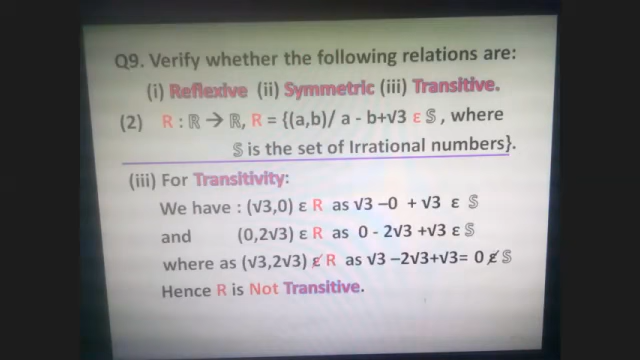 Q9. Verify whether the following relations are:
(i) Reflexive (ii) Symmetric (iii) Transitive.
(2) R : ℝ → ℝ, R = {(a,b)/ a - b+√3 ε 𝕊 , where
𝕊 is the set of Irrational numbers}.
(iii) For Transitivity:
We have : (√3,0) ε R as √3 –0 + √3 ε 𝕊
and (0,2√3) ε R as 0 - 2√3 +√3 ε 𝕊
where as (√3,2√3) ε̸ R as √3 –2√3+√3= 0 ε̸ 𝕊
Hence R is Not Transitive.